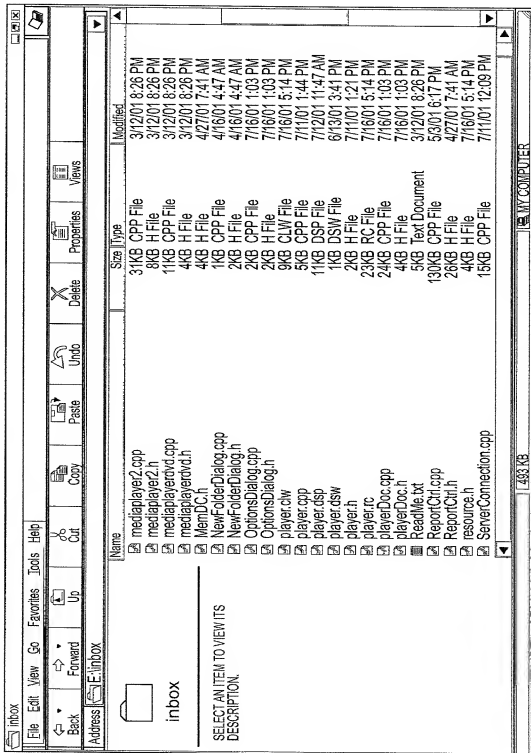 inbox
File Edit View Go Favorites Tools Help
Back Forward Up Cut Copy Paste Undo Delete Properties Views
Address E:\inbox
inbox
SELECT AN ITEM TO VIEW ITS
DESCRIPTION.
Name Size Type Modified
mediaplayer2.cpp 31KB CPP File 3/12/01 8:26 PM
mediaplayer2.h 8KB H File 3/12/01 8:26 PM
mediaplayerdvd.cpp 11KB CPP File 3/12/01 8:26 PM
mediaplayerdvd.h 4KB H File 3/12/01 8:26 PM
MemDC.h 4KB H File 4/27/01 7:41 AM
NewFolderDialog.cpp 1KB CPP File 4/16/01 4:47 AM
NewFolderDialog.h 2KB H File 4/16/01 4:47 AM
OptionsDialog.cpp 2KB CPP File 7/16/01 1:03 PM
OptionsDialog.h 2KB H File 7/16/01 1:03 PM
player.clw 9KB CLW File 7/16/01 5:14 PM
player.cpp 5KB CPP File 7/11/01 1:44 PM
player.dsp 11KB DSP File 7/12/01 11:47 AM
player.dsw 1KB DSW File 6/13/01 3:41 PM
player.h 2KB H File 7/11/01 1:21 PM
player.rc 23KB RC File 7/16/01 5:14 PM
playerDoc.cpp 24KB CPP File 7/16/01 1:03 PM
playerDoc.h 4KB H File 7/16/01 1:03 PM
ReadMe.txt 5KB Text Document 3/12/01 8:26 PM
ReportCtrl.cpp 130KB CPP File 5/3/01 6:17 PM
ReportCtrl.h 26KB H File 4/27/01 7:41 AM
resource.h 4KB H File 7/16/01 5:14 PM
ServerConnection.cpp 15KB CPP File 7/11/01 12:09 PM
493 KB MY COMPUTER